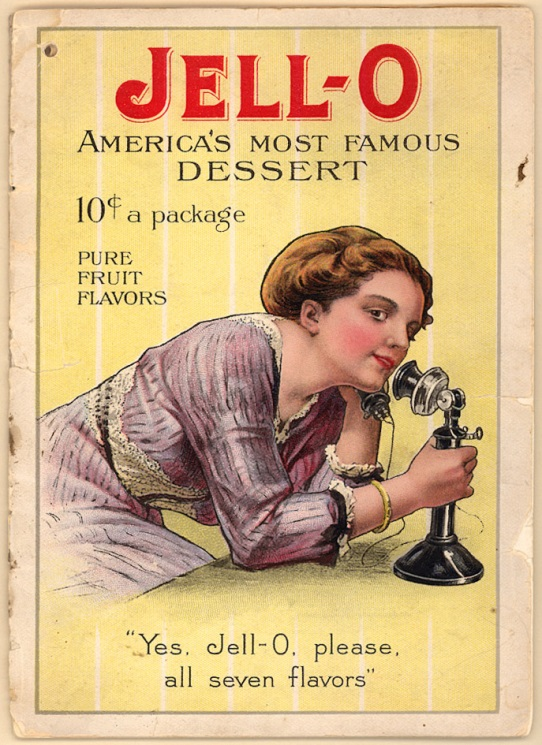 JELL-O
AMERICA'S MOST FAMOUS
DESSERT
10¢ a package
PURE
FRUIT
FLAVORS
"Yes, Jell-O, please,
all seven flavors"